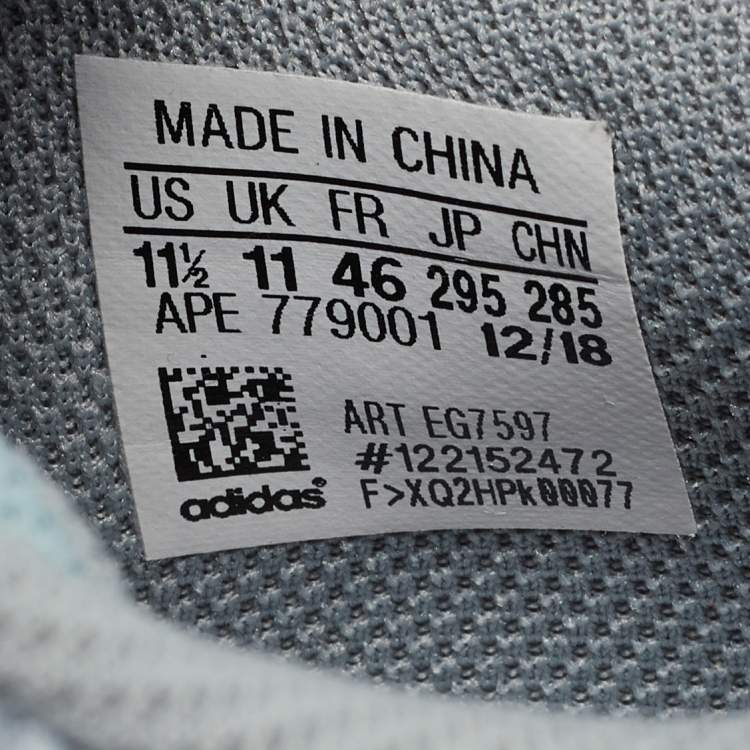 MADE IN CHINA
US UK FR JP CHN
11½ 11 46 295 285
APE 779001 12/18
ART EG7597
#122152472
adidas®
F>XQ2HPk00077